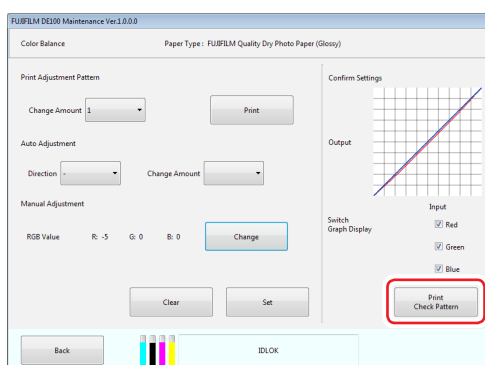 FUJIFILM DE100 Maintenance Ver.1.0.0.0
Color Balance Paper Type : FUJIFILM Quality Dry Photo Paper (Glossy)
Print Adjustment Pattern
Change Amount 1 Print
Auto Adjustment
Direction - Change Amount
Manual Adjustment
RGB Value R: -5 G: 0 B: 0 Change
Clear Set
Confirm Settings
Output
Input
Switch
Graph Display
Red
Green
Blue
Print
Check Pattern
Back IDLOK